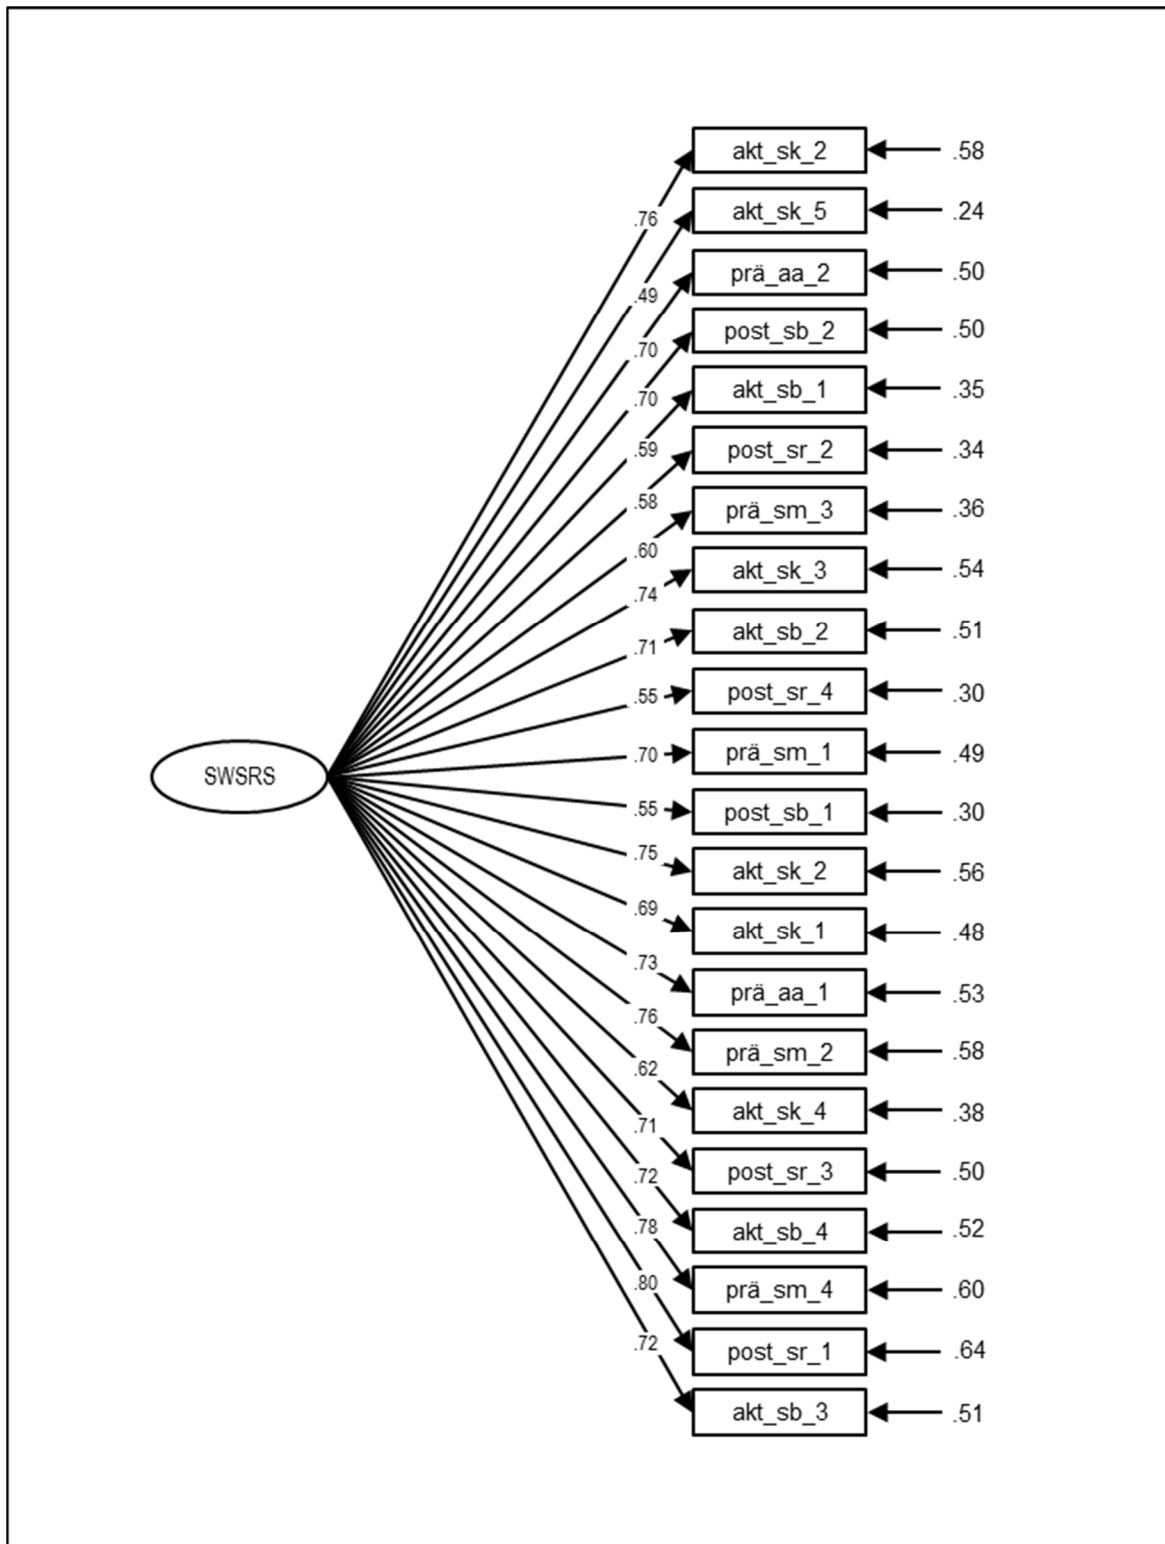 akt_sk_2 .58
.76
akt_sk_5 .24
.49
prä_aa_2 .50
.70
post_sb_2 .50
.70
akt_sb_1 .35
.59
post_sr_2 .34
.58
prä_sm_3 .36
.60
akt_sk_3 .54
.74
akt_sb_2 .51
.71
post_sr_4 .30
.55
prä_sm_1 .49
.70
SWSRS
post_sb_1 .30
.55
akt_sk_2 .56
.75
akt_sk_1 .48
.69
prä_aa_1 .53
.73
prä_sm_2 .58
.76
akt_sk_4 .38
.62
post_sr_3 .50
.71
akt_sb_4 .52
.72
prä_sm_4 .60
.78
post_sr_1 .64
.80
akt_sb_3 .51
.72